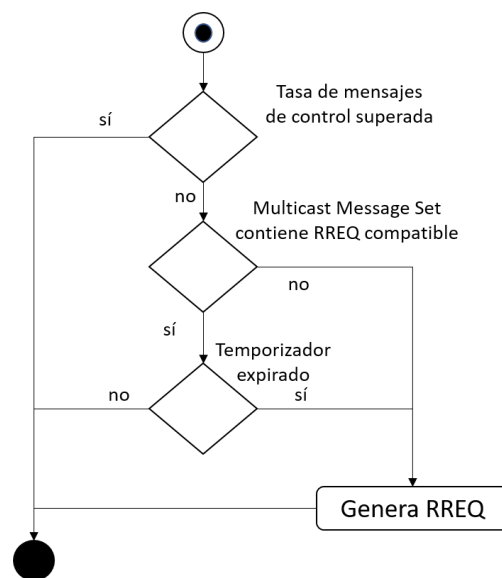 Tasa de mensajes
de control superada
sí
no
Multicast Message Set
contiene RREQ compatible
no
sí
Temporizador
expirado
no
sí
Genera RREQ